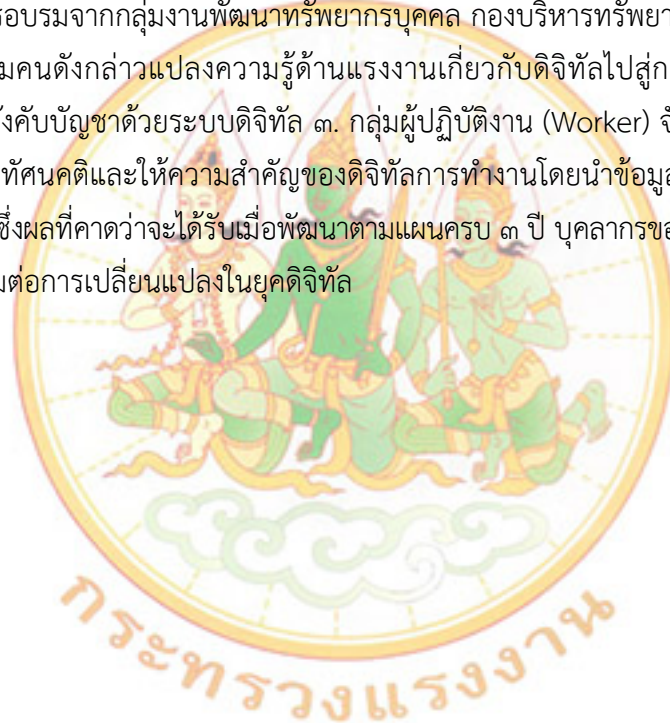 รอบรมจากกลุ่มงานพัฒนาทรัพยากรบุคคล กองบริหารทรัพยา
มคนดังกล่าวแปลงความรู้ด้านแรงงานเกี่ยวกับดิจิทัลไปสู่ก
ังคับบัญชาด้วยระบบดิจิทัล ๓. กลุ่มผู้ปฏิบัติงาน (Worker) จ
ทัศนคติและให้ความสำคัญของดิจิทัลการทำงานโดยนำข้อมูล
ซึ่งผลที่คาดว่าจะได้รับเมื่อพัฒนาตามแผนครบ ๓ ปี บุคลากรขอ
มต่อการเปลี่ยนแปลงในยุคดิจิทัล
กระทรวงแรงงาน